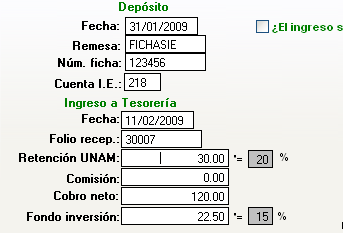 Depósito
Fecha: 31/01/2009
¿El ingreso s
Remesa: FICHASIE
Núm. ficha: 123456
Cuenta I.E.: 218
Ingreso a Tesorería
Fecha: 11/02/2009
Folio recep.: 30007
Retención UNAM: 30.00 *= 20 %
Comisión: 0.00
Cobro neto: 120.00
Fondo inversión: 22.50 *= 15 %